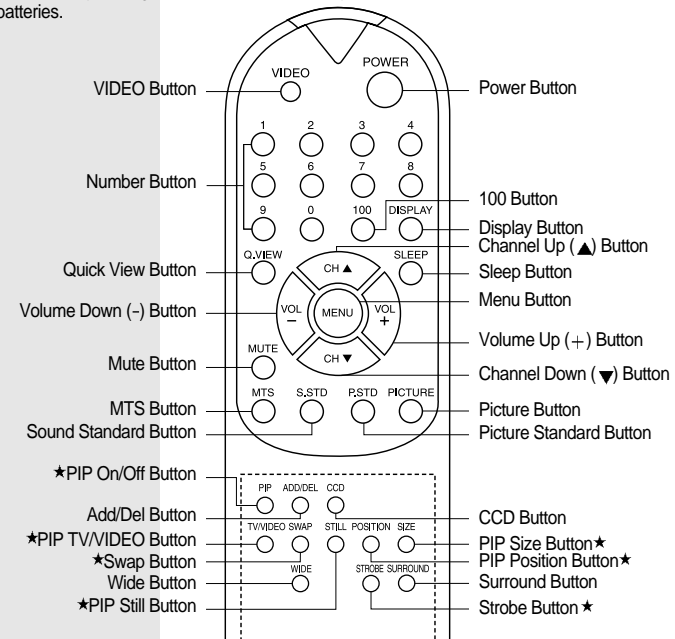 batteries.
VIDEO
POWER
VIDEO Button
Power Button
1 2 3 4
5 6 7 8
Number Button
100 Button
9 0 100 DISPLAY
Display Button
Channel Up (▲) Button
Q.VIEW
SLEEP
CH ▲
Quick View Button
Sleep Button
Menu Button
Volume Down (-) Button
VOL -
MENU
VOL +
Volume Up (+) Button
MUTE
CH ▼
Mute Button
Channel Down (▼) Button
MTS S.STD P.STD PICTURE
MTS Button
Picture Button
Sound Standard Button
Picture Standard Button
★PIP On/Off Button
PIP ADD/DEL CCD
Add/Del Button
CCD Button
TV/VIDEO SWAP STILL POSITION SIZE
★PIP TV/VIDEO Button
PIP Size Button★
★Swap Button
PIP Position Button★
WIDE STROBE SURROUND
Wide Button
Surround Button
★PIP Still Button
Strobe Button★